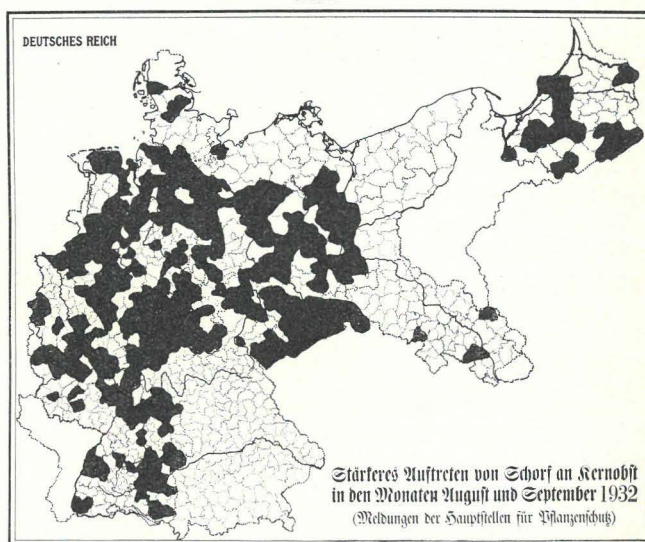 DEUTSCHES REICH
Stärkeres Auftreten von Schorf an Kernobst
in den Monaten August und September 1932
(Meldungen der Hauptstellen für Pflanzenschutz)